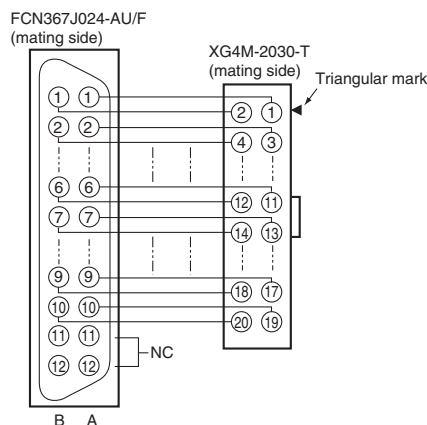 FCN367J024-AU/F
(mating side)
XG4M-2030-T
(mating side)
Triangular mark
1 1
2 1
2 2
4 3
6 6
12 11
7 7
14 13
9 9
18 17
10 10
20 19
11 11
NC
12 12
B A